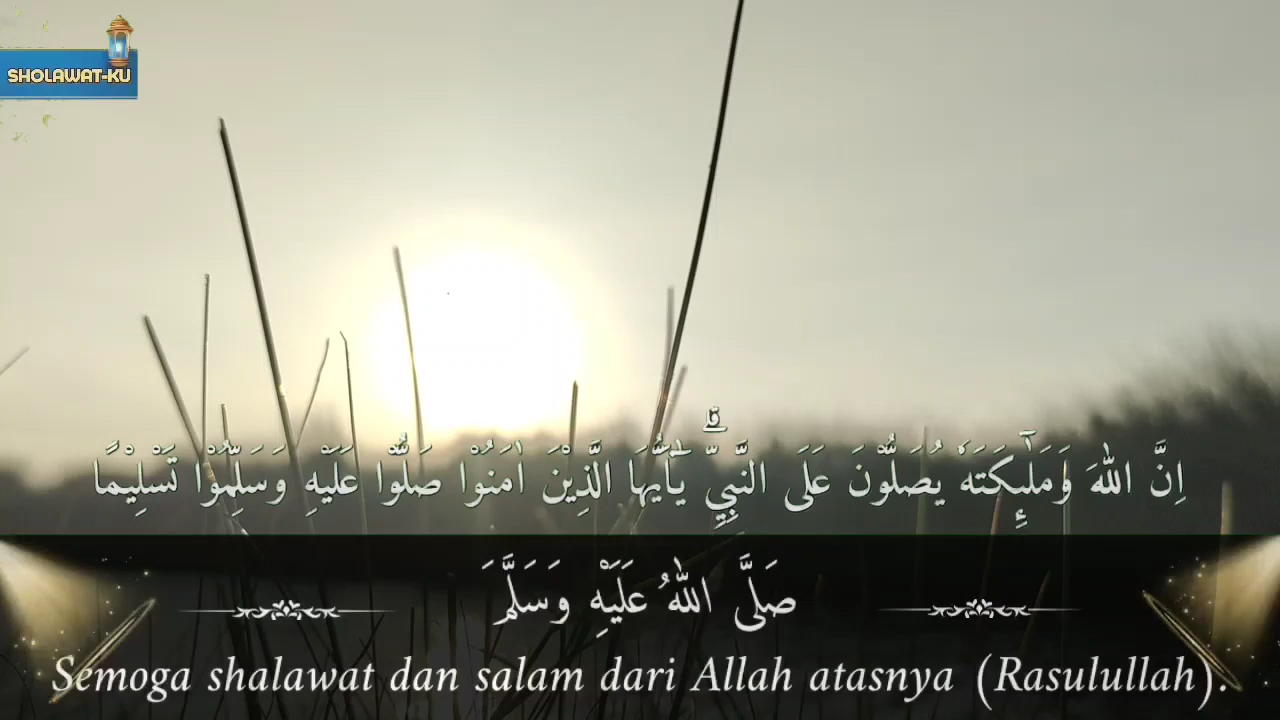 SHOLAWAT-KU
اِنَّ اللّٰهَ وَمَلٰۤىِٕكَتَهٗ يُصَلُّوْنَ عَلَى النَّبِيِّۗ يٰٓاَيُّهَا الَّذِيْنَ اٰمَنُوْا صَلُّوْا عَلَيْهِ وَسَلِّمُوْا تَسْلِيْمًا
صَلَّى اللّٰهُ عَلَيْهِ وَسَلَّمَ
Semoga shalawat dan salam dari Allah atasnya (Rasulullah).